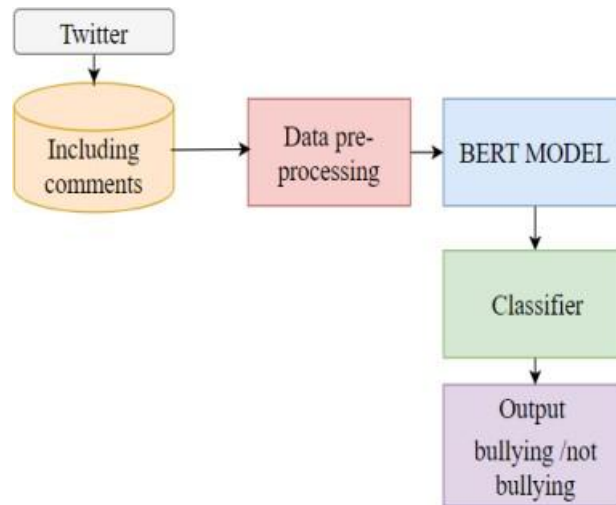 Twitter
Including
comments
Data pre-
processing
BERT MODEL
Classifier
Output
bullying /not
bullying